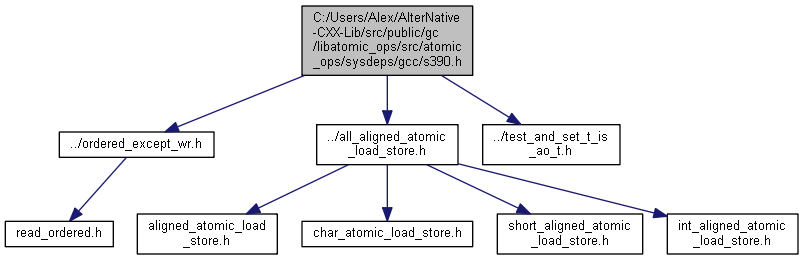 C:/Users/Alex/AlterNative
-CXX-Lib/src/public/gc
/libatomic_ops/src/atomic
_ops/sysdeps/gcc/s390.h
../ordered_except_wr.h
../all_aligned_atomic
_load_store.h
../test_and_set_t_is
_ao_t.h
read_ordered.h
aligned_atomic_load
_store.h
char_atomic_load_store.h
short_aligned_atomic
_load_store.h
int_aligned_atomic
_load_store.h